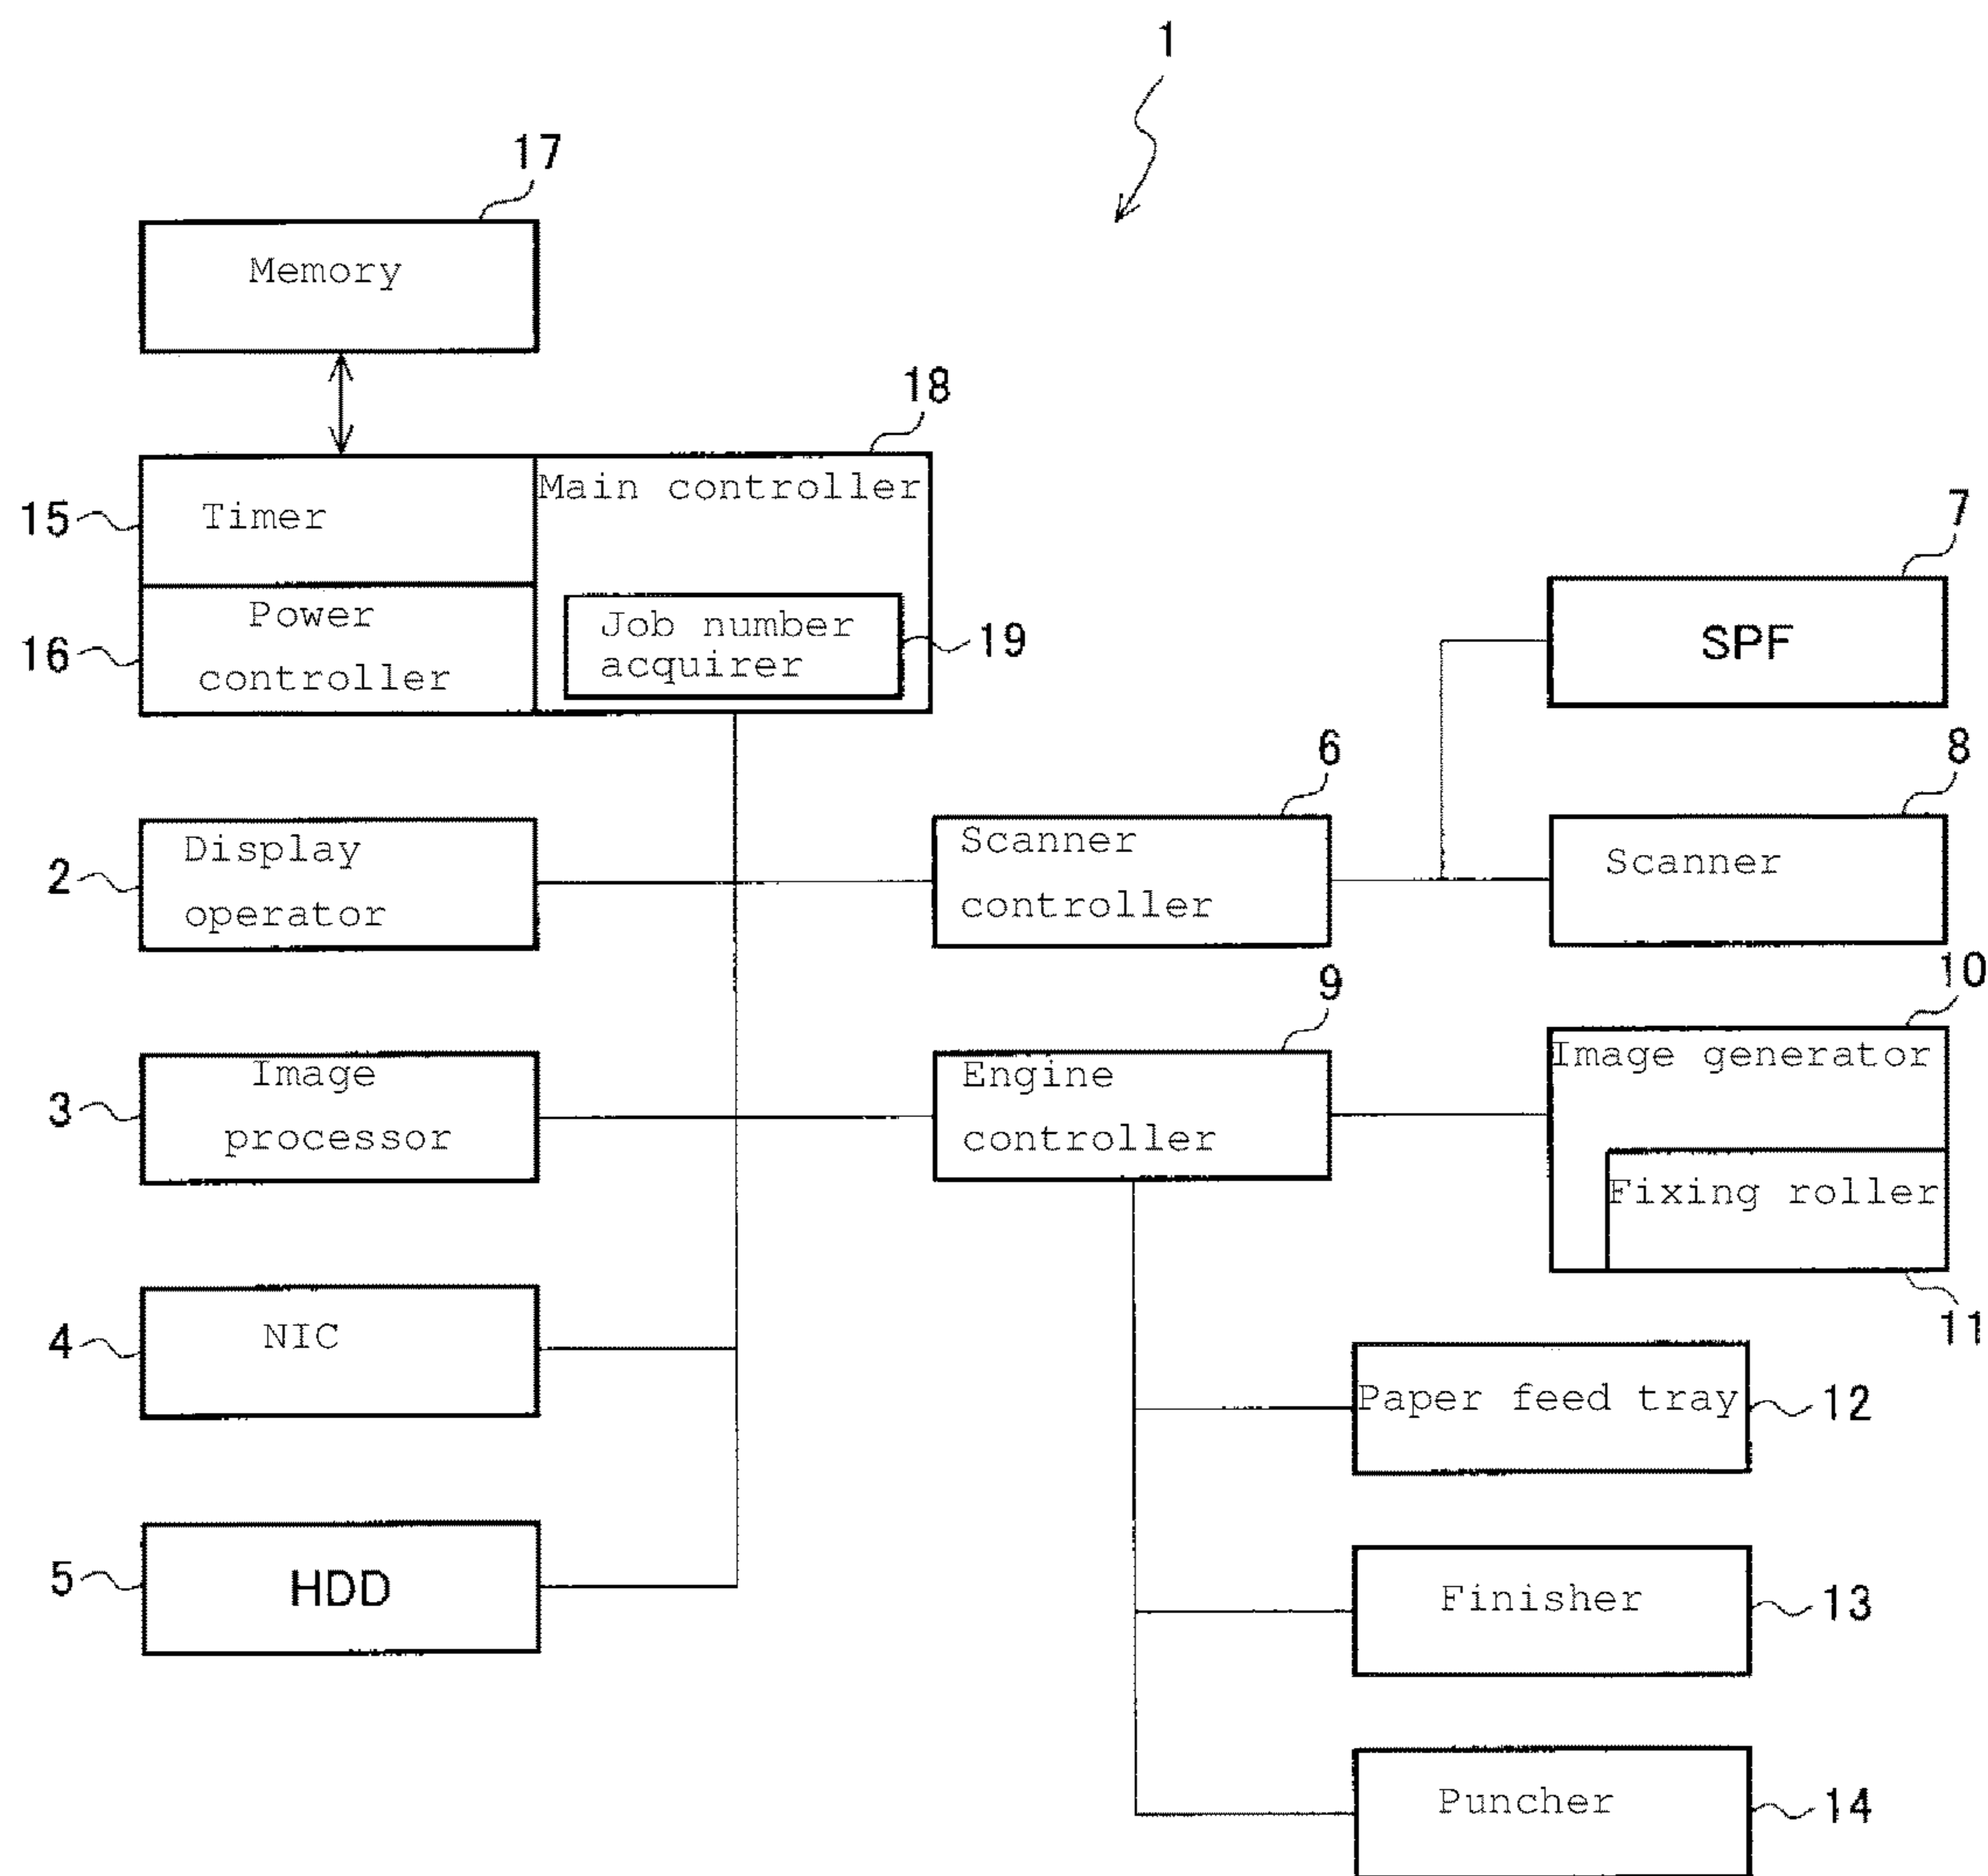 1
17
Memory
18
15
Timer
Main controller
16
Power
controller
Job number
acquirer
19
7
SPF
6
8
2
Display
operator
Scanner
controller
Scanner
9
10
3
Image
processor
Engine
controller
Image generator
Fixing roller
11
4
NIC
Paper feed tray
12
5
HDD
Finisher
13
Puncher
14